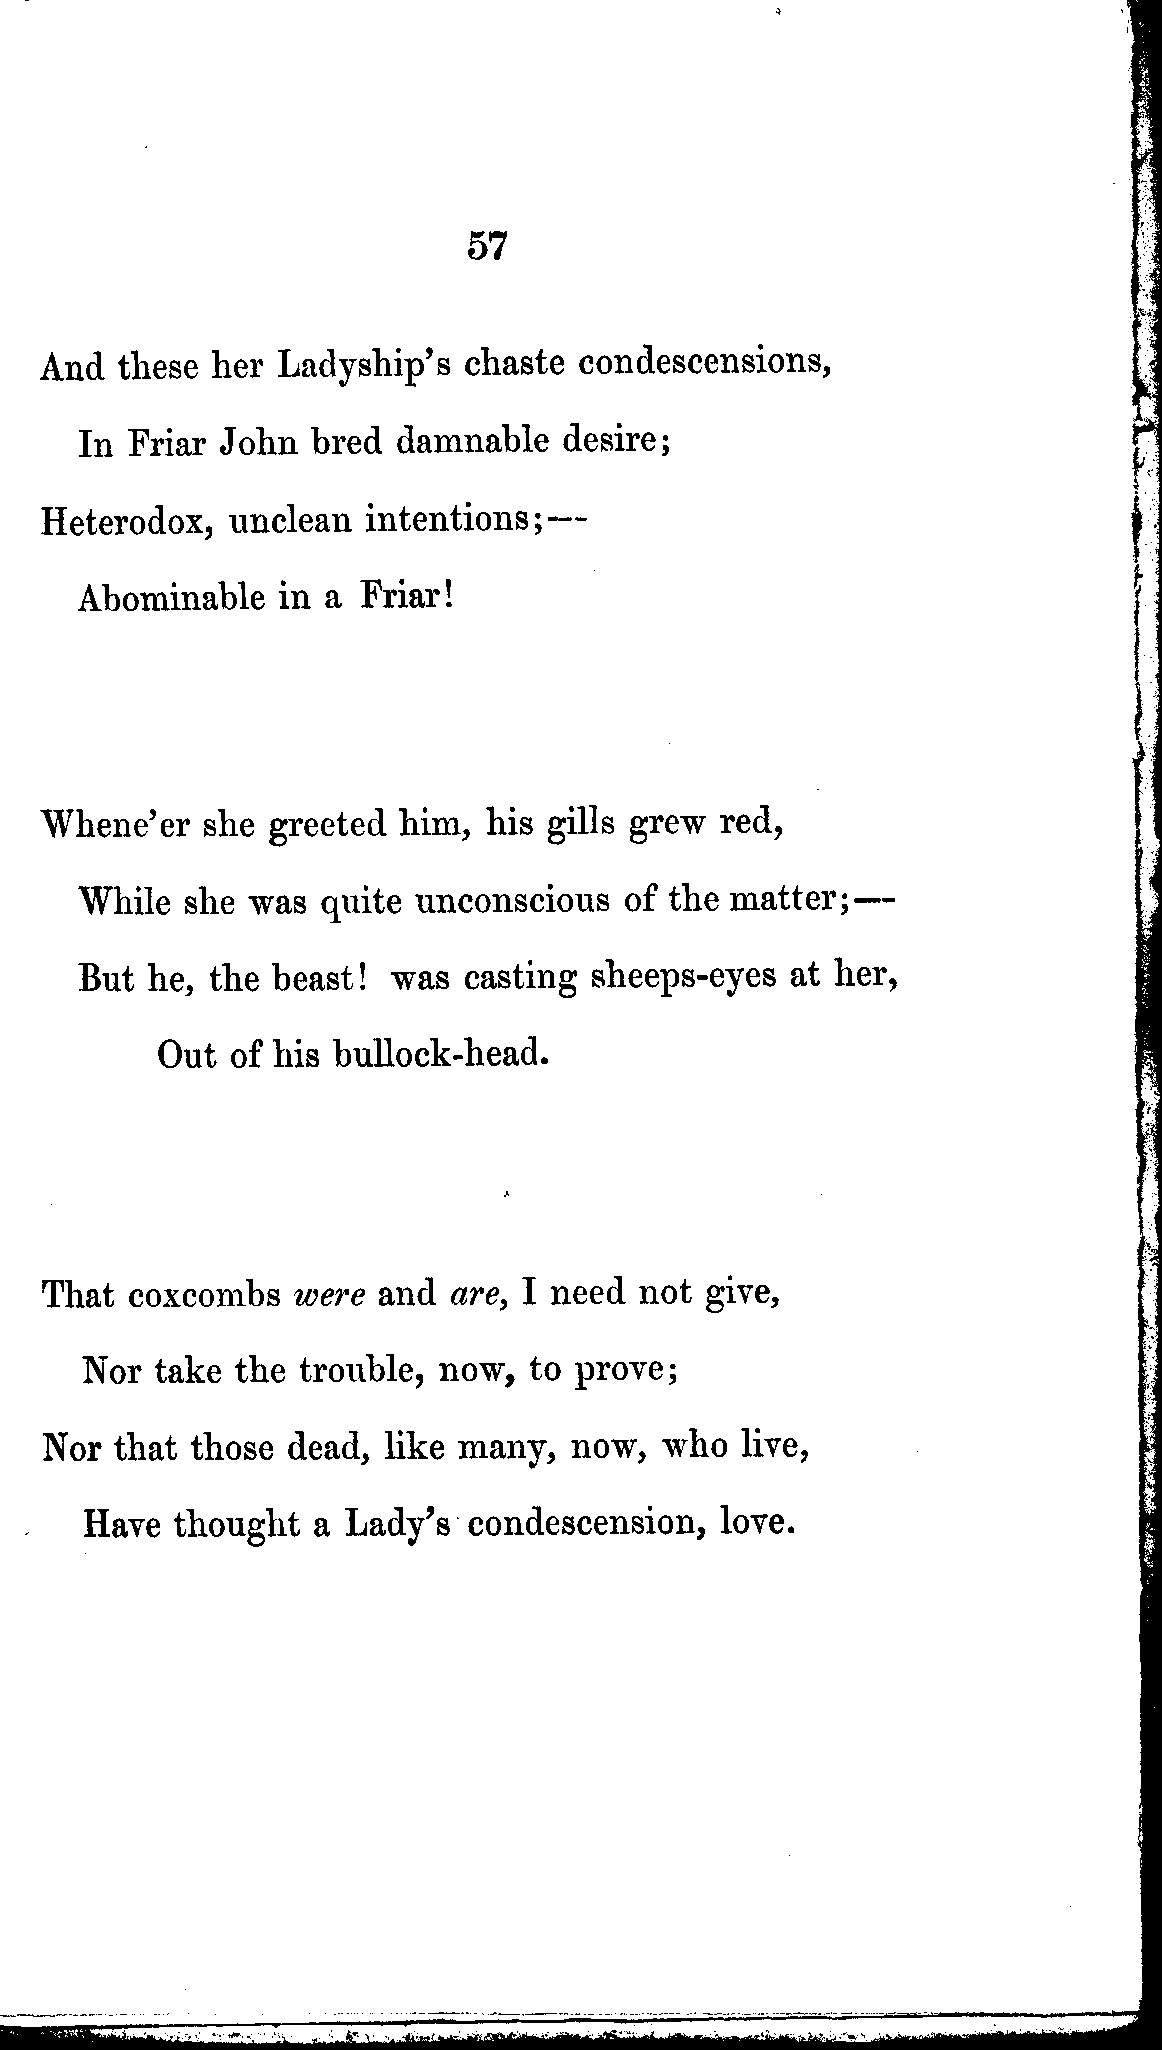 57
And these her Ladyship's chaste condescensions,
In Friar John bred damnable desire;
Heterodox, unclean intentions;—
Abominable in a Friar!
Whene'er she greeted him, his gills grew red,
While she was quite unconscious of the matter;—
But he, the beast! was casting sheeps-eyes at her,
Out of his bullock-head.
That coxcombs were and are, I need not give,
Nor take the trouble, now, to prove;
Nor that those dead, like many, now, who live,
Have thought a Lady's condescension, love.